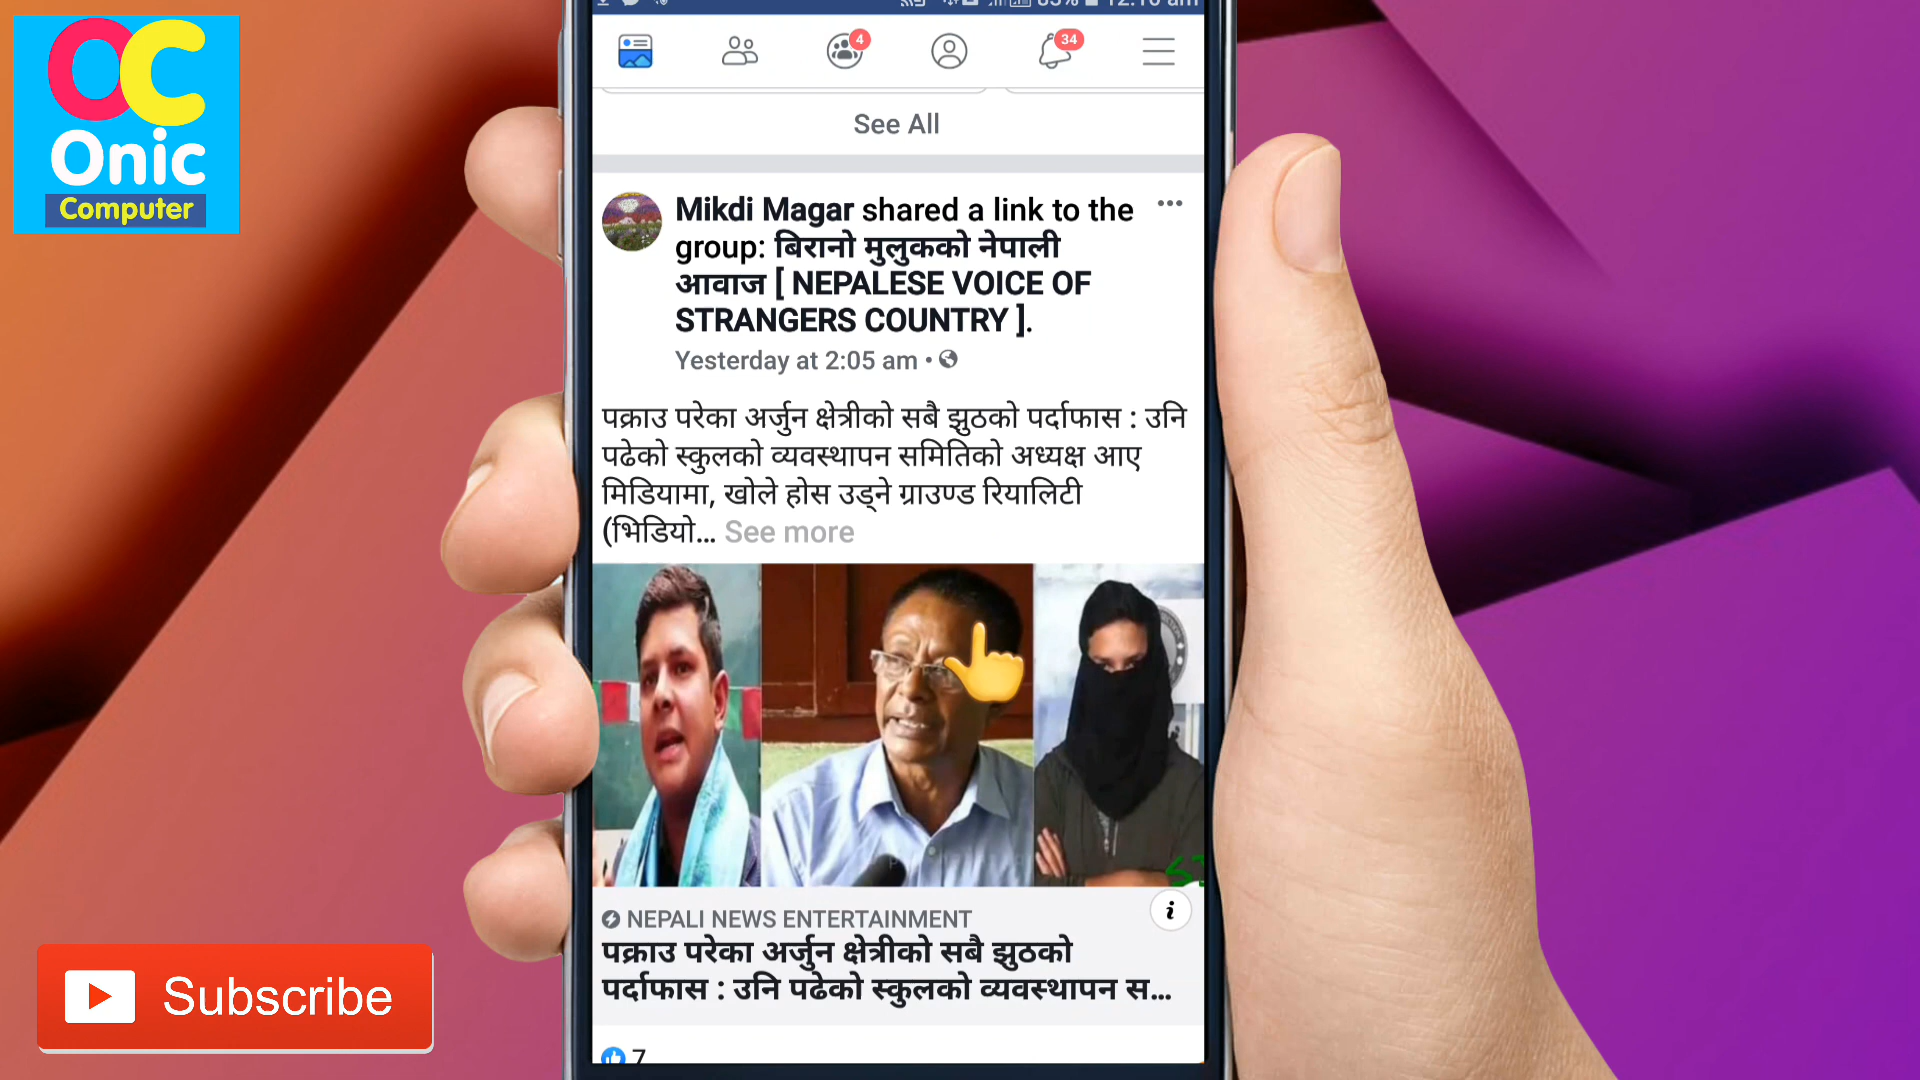 OC
Onic
Computer
4
34
See All
Mikdi Magar shared a link to the
group: बिरानो मुलुकको नेपाली
आवाज [ NEPALESE VOICE OF
STRANGERS COUNTRY ].
Yesterday at 2:05 am •
पक्राउ परेका अर्जुन क्षेत्रीको सबै झुठको पर्दाफास : उनि
पढेको स्कुलको व्यवस्थापन समितिको अध्यक्ष आए
मिडियामा, खोले होस उड्ने ग्राउण्ड रियालिटी
(भिडियो... See more
NEPALI NEWS ENTERTAINMENT
i
पक्राउ परेका अर्जुन क्षेत्रीको सबै झुठको
पर्दाफास : उनि पढेको स्कुलको व्यवस्थापन स...
7
Subscribe